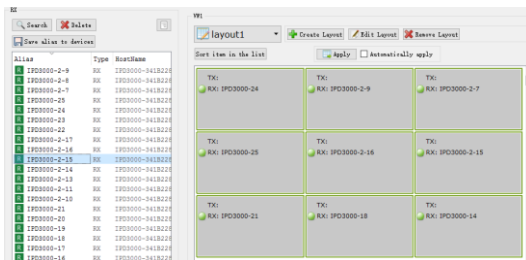 RX
Search Delete
Save alias to devices
Alias Type HostName
R IPD3000-2-9 RX IPD3000-341B228
R IPD3000-2-8 RX IPD3000-341B228
R IPD3000-2-7 RX IPD3000-341B228
R IPD3000-25 RX IPD3000-341B228
R IPD3000-24 RX IPD3000-341B228
R IPD3000-23 RX IPD3000-341B228
R IPD3000-22 RX IPD3000-341B228
R IPD3000-2-17 RX IPD3000-341B228
R IPD3000-2-16 RX IPD3000-341B228
R IPD3000-2-15 RX IPD3000-341B228
R IPD3000-2-14 RX IPD3000-341B228
R IPD3000-2-13 RX IPD3000-341B228
R IPD3000-2-11 RX IPD3000-341B228
R IPD3000-2-10 RX IPD3000-341B228
R IPD3000-21 RX IPD3000-341B228
R IPD3000-20 RX IPD3000-341B228
R IPD3000-19 RX IPD3000-341B228
R IPD3000-18 RX IPD3000-341B228
R IPD3000-17 RX IPD3000-341B228
R IPD3000-16 RX IPD3000-341B228
layout1 Create Layout Edit Layout Remove Layout
Sort item in the list Apply Automatically apply
TX: TX: TX:
RX: IPD3000-24 RX: IPD3000-2-9 RX: IPD3000-2-7
TX: TX: TX:
RX: IPD3000-25 RX: IPD3000-2-16 RX: IPD3000-2-15
TX: TX: TX:
RX: IPD3000-21 RX: IPD3000-18 RX: IPD3000-14